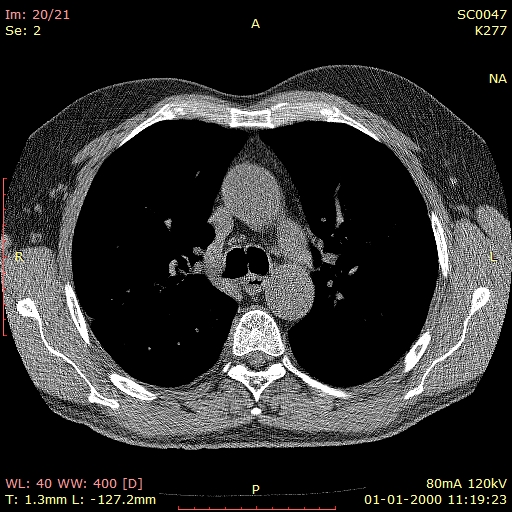 Im: 20/21
Se: 2
A
SC0047
K277
NA
R
L
WL: 40 WW: 400 [D]
T: 1.3mm L: -127.2mm
P
80mA 120kV
01-01-2000 11:19:23